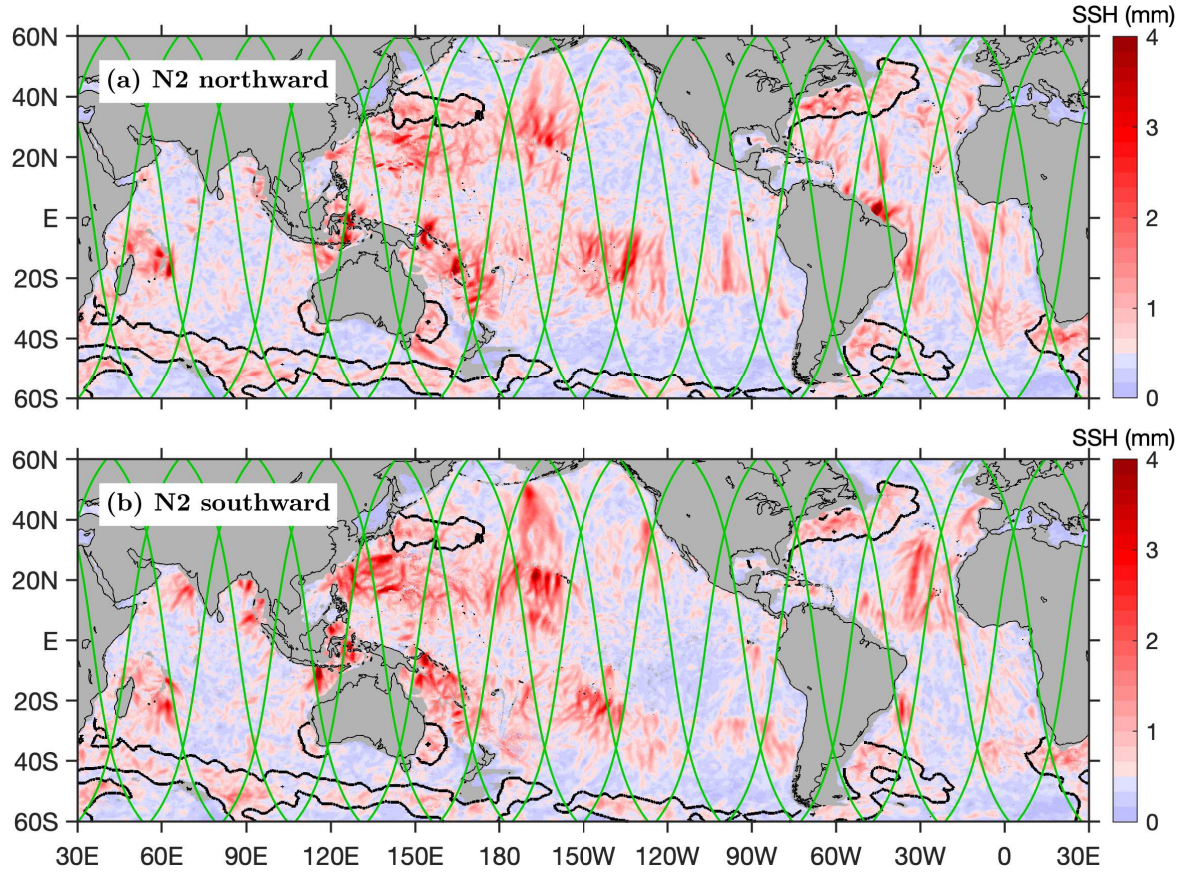 SSH (mm)
60N
40N
20N
E
20S
40S
60S
(a) N2 northward
4
3
2
1
0
SSH (mm)
60N
40N
20N
E
20S
40S
60S
(b) N2 southward
4
3
2
1
0
30E 60E 90E 120E 150E 180 150W 120W 90W 60W 30W 0 30E